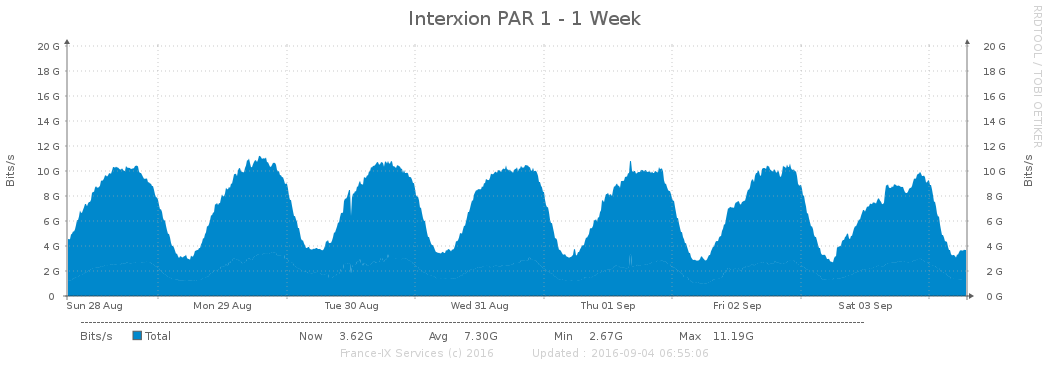 Interxion PAR 1 - 1 Week
RRDTOOL / TOBI OETIKER
Bits/s
20 G 20 G
18 G 18 G
16 G 16 G
14 G 14 G
12 G 12 G
10 G 10 G
8 G 8 G
6 G 6 G
4 G 4 G
2 G 2 G
0 0 G
Bits/s
Sun 28 Aug Mon 29 Aug Tue 30 Aug Wed 31 Aug Thu 01 Sep Fri 02 Sep Sat 03 Sep
Bits/s Total Now 3.62G Avg 7.30G Min 2.67G Max 11.19G
France-IX Services (c) 2016 Updated : 2016-09-04 06:55:06